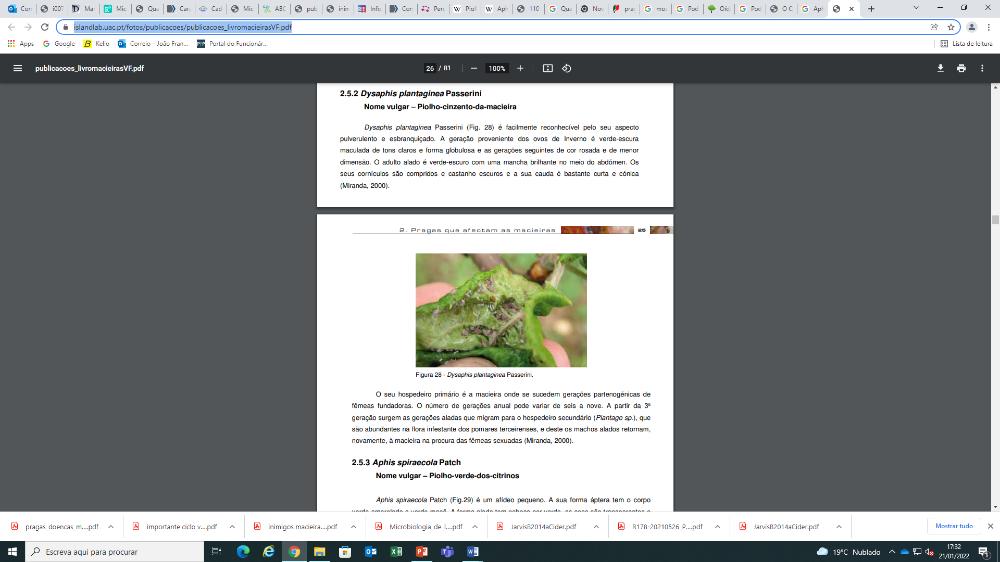 Corr
i007
Mar
Mic
Qua
Cara
Cad
Mic
ABC
pub
inim
Info
Con
Pere
Piol
Aph
110
Qua
Nov
prag
mos
Pod
Oíd
Pod
O C
Aph
islandlab.uac.pt/fotos/publicacoes/publicacoes_livromacieirasVF.pdf
Apps
Google
Kelio
Correio – João Fran...
Portal do Funcionár...
Lista de leitura
publicacoes_livromacieirasVF.pdf
26 / 81
100%
2.5.2 Dysaphis plantaginea Passerini
Nome vulgar – Piolho-cinzento-da-macieira
Dysaphis plantaginea Passerini (Fig. 28) é facilmente reconhecível pelo seu aspecto
pulverulento e esbranquiçado. A geração proveniente dos ovos de Inverno é verde-escura
maculada de tons claros e forma globulosa e as gerações seguintes de cor rosada e de menor
dimensão. O adulto alado é verde-escuro com uma mancha brilhante no meio do abdómen. Os
seus cornículos são compridos e castanho escuros e a sua cauda é bastante curta e cónica
(Miranda, 2000).
2. Pragas que afectam as macieiras
25
Figura 28 - Dysaphis plantaginea Passerini.
O seu hospedeiro primário é a macieira onde se sucedem gerações partenogénicas de
fêmeas fundadoras. O número de gerações anual pode variar de seis a nove. A partir da 3ª
geração surgem as gerações aladas que migram para o hospedeiro secundário (Plantago sp.), que
são abundantes na flora infestante dos pomares terceirenses, e deste os machos alados retornam,
novamente, à macieira na procura das fêmeas sexuadas (Miranda, 2000).
2.5.3 Aphis spiraecola Patch
Nome vulgar – Piolho-verde-dos-citrinos
Aphis spiraecola Patch (Fig.29) é um afídeo pequeno. A sua forma áptera tem o corpo
pragas_doencas_m....pdf
importante ciclo v....pdf
inimigos macieira....pdf
Microbiologia_de_l....pdf
JarvisB2014aCider.pdf
R178-20210526_P....pdf
JarvisB2014aCider.pdf
Mostrar tudo
Escreva aqui para procurar
19°C Nublado
17:32
21/01/2022
1